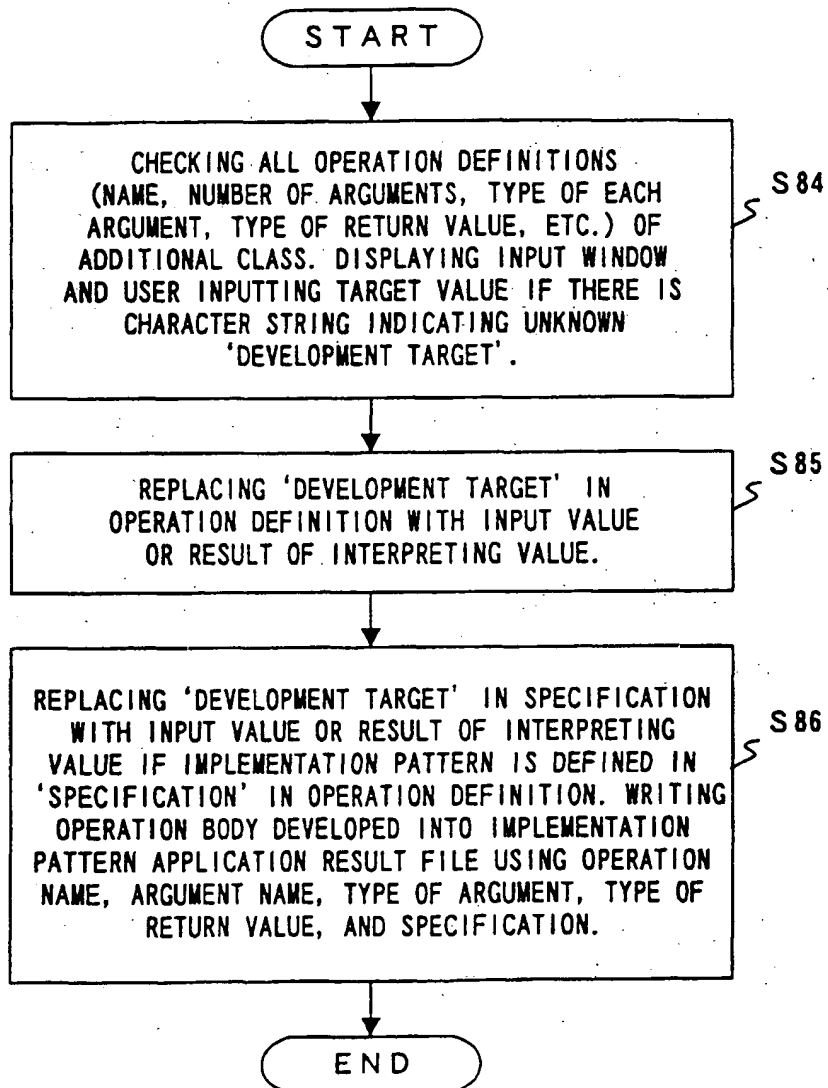 START
CHECKING ALL OPERATION DEFINITIONS
(NAME, NUMBER OF ARGUMENTS, TYPE OF EACH
ARGUMENT, TYPE OF RETURN VALUE, ETC.) OF
ADDITIONAL CLASS. DISPLAYING INPUT WINDOW
AND USER INPUTTING TARGET VALUE IF THERE IS
CHARACTER STRING INDICATING UNKNOWN
'DEVELOPMENT TARGET'.
S84
REPLACING 'DEVELOPMENT TARGET' IN
OPERATION DEFINITION WITH INPUT VALUE
OR RESULT OF INTERPRETING VALUE.
S85
REPLACING 'DEVELOPMENT TARGET' IN SPECIFICATION
WITH INPUT VALUE OR RESULT OF INTERPRETING
VALUE IF IMPLEMENTATION PATTERN IS DEFINED IN
'SPECIFICATION' IN OPERATION DEFINITION. WRITING
OPERATION BODY DEVELOPED INTO IMPLEMENTATION
PATTERN APPLICATION RESULT FILE USING OPERATION
NAME, ARGUMENT NAME, TYPE OF ARGUMENT, TYPE OF
RETURN VALUE, AND SPECIFICATION.
S86
END